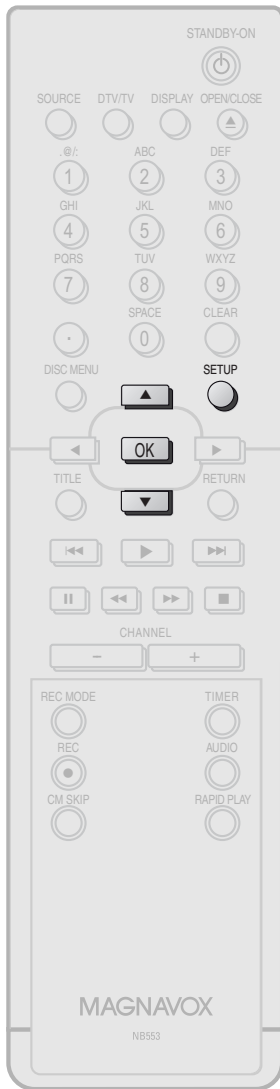 STANDBY-ON
SOURCE DTV/TV DISPLAY OPEN/CLOSE
.@/: ABC DEF
1 2 3
GHI JKL MNO
4 5 6
PQRS TUV WXYZ
7 8 9
SPACE CLEAR
· 0
DISC MENU SETUP
OK
TITLE RETURN
CHANNEL
− +
REC MODE TIMER
REC AUDIO
CM SKIP RAPID PLAY
MAGNAVOX
NB553